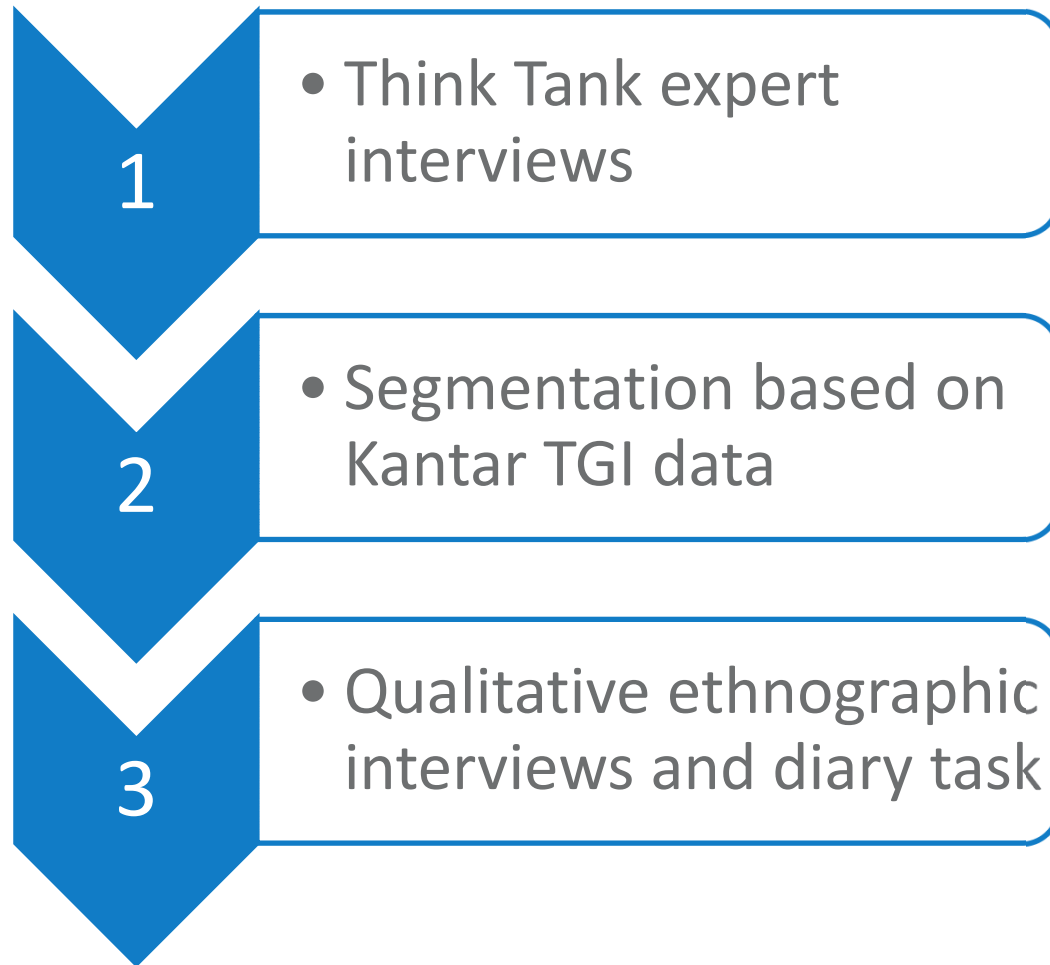 1
• Think Tank expert
interviews
2
• Segmentation based on
Kantar TGI data
3
• Qualitative ethnographic
interviews and diary task